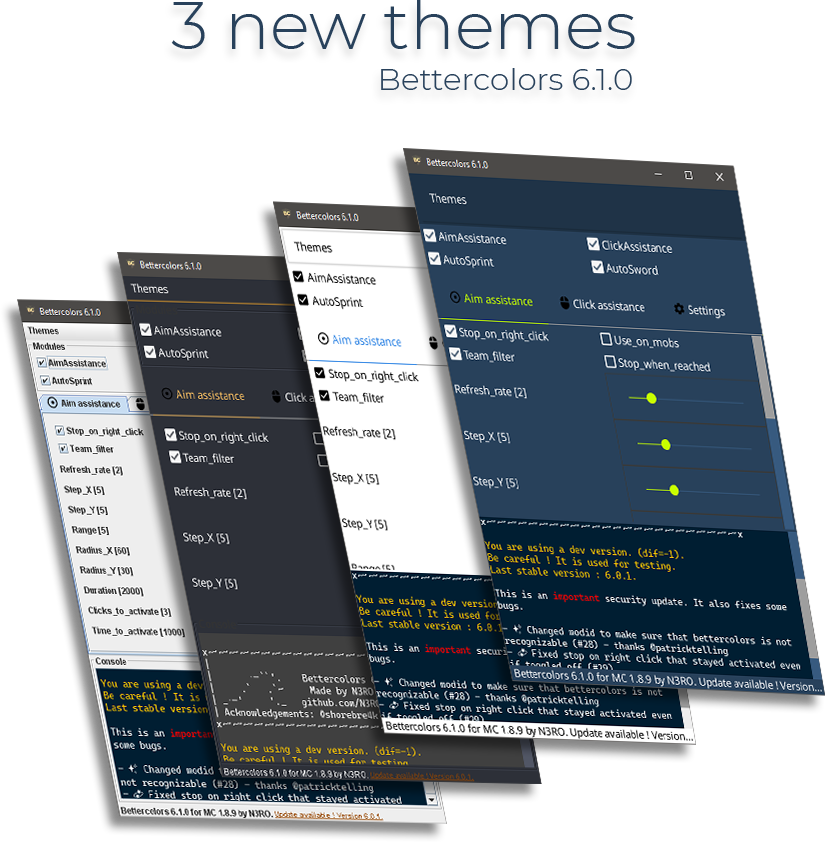 3 new themes
Bettercolors 6.1.0
Bettercolors 6.1.0
Themes
AimAssistance
ClickAssistance
AutoSprint
AutoSword
Aim assistance
Click assistance
Settings
Stop_on_right_click
Use_on_mobs
Team_filter
Stop_when_reached
Refresh_rate [2]
Step_X [5]
Step_Y [5]
You are using a dev version. (dif=-1).
Be careful ! It is used for testing.
Last stable version : 6.0.1.
This is an important security update. It also fixes some
bugs.
- Changed modid to make sure that bettercolors is not
recognizable (#28) - thanks @patricktelling
- Fixed stop on right click that stayed activated even
if toggled off (#29)
Bettercolors 6.1.0 for MC 1.8.9 by N3RO. Update available ! Version...
Bettercolors 6.1.0
Themes
AimAssistance
AutoSprint
Aim assistance
Stop_on_right_click
Team_filter
Refresh_rate [2]
Step_X [5]
Step_Y [5]
Range [5]
You are using a dev version
Be careful ! It is used fo
Last stable version : 6.0.1
This is an important securi
bugs.
- Changed modid to make sure that bettercolors is not
recognizable (#28) - thanks @patricktelling
- Fixed stop on right click that stayed activated even
if toggled off (#29)
Bettercolors 6.1.0 for MC 1.8.9 by N3RO. Update available ! Version...
Bettercolors 6.1.0
Themes
AimAssistance
AutoSprint
Aim assistance
Click a
Stop_on_right_click
Team_filter
Refresh_rate [2]
Step_X [5]
Step_Y [5]
Bettercolors
Made by N3RO
github.com/N3RO
Acknowledgements: @shorebre4k
You are using a dev version. (dif=-1).
Be careful ! It is used for testing.
Bettercolors 6.1.0 for MC 1.8.9 by N3RO. Update available ! Version 6.0.1.
Bettercolors 6.1.0
Themes
Modules
AimAssistance
AutoSprint
Aim assistance
Stop_on_right_click
Team_filter
Refresh_rate [2]
Step_X [5]
Step_Y [5]
Range [5]
Radius_X [60]
Radius_Y [30]
Duration [2000]
Clicks_to_activate [3]
Time_to_activate [1000]
Console
You are using a dev v
Be careful ! It is
Last stable version
This is an important
some bugs.
- Changed modid t
not recognizable (#28) - thanks @patricktelling
- Fixed stop on right click that stayed activated
Bettercolors 6.1.0 for MC 1.8.9 by N3RO. Update available ! Version 6.0.1.